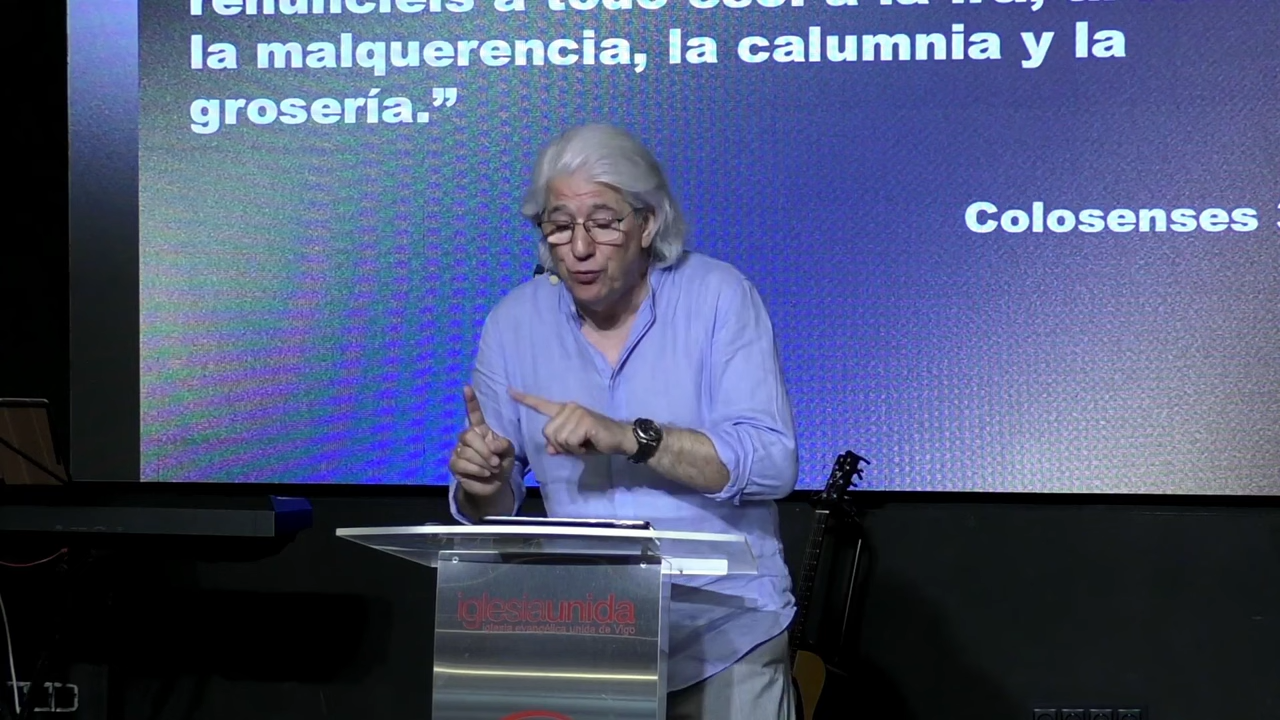 la malquerencia, la calumnia y la
grosería.”
Colosenses
iglesiaunida
iglesia evangélica unida de Vigo